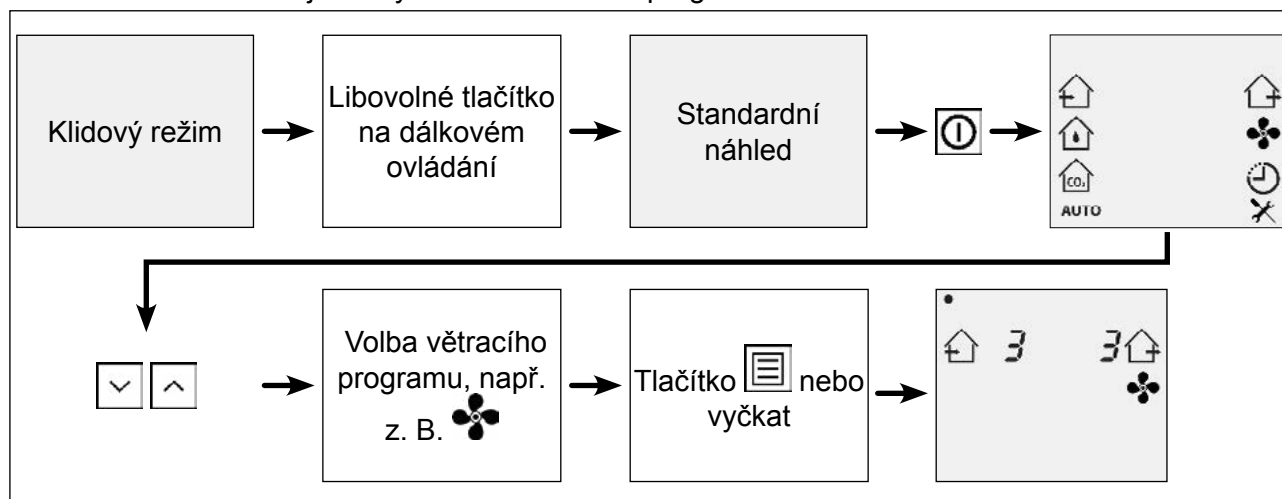 Klidový režim
Libovolné tlačítko
na dálkovém
ovládání
Standardní
náhled
CO₂
AUTO
Volba větracího
programu, např.
z. B.
Tlačítko nebo
vyčkat
3 3